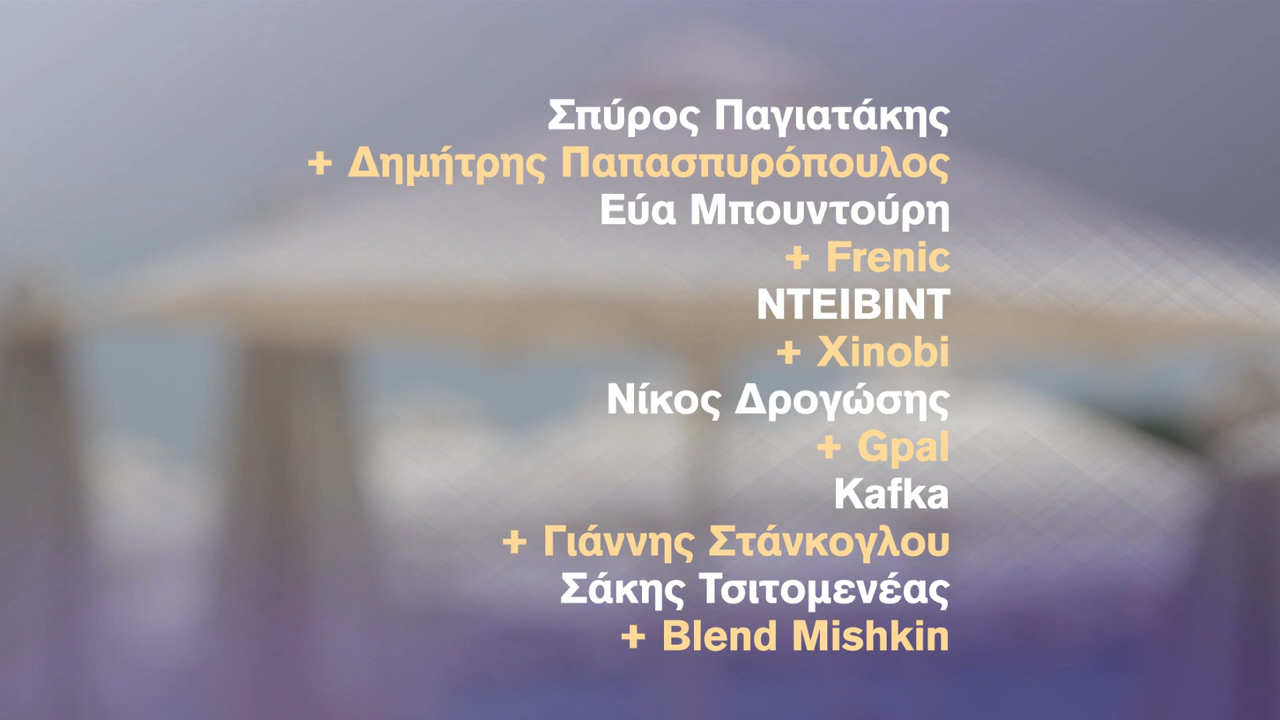 Σπύρος Παγιατάκης
+ Δημήτρης Παπασπυρόπουλος
Εύα Μπουντούρη
+ Frenic
ΝΤΕΙΒΙΝΤ
+ Xinobi
Νίκος Δρογώσης
+ Gpal
Kafka
+ Γιάννης Στάνκογλου
Σάκης Τσιτομενέας
+ Blend Mishkin